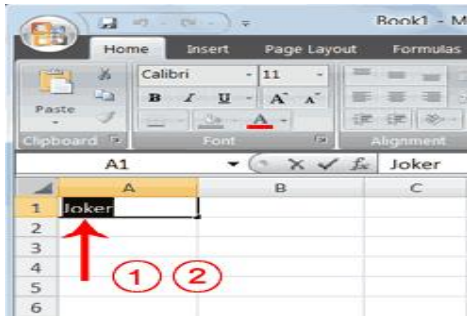 Book1 - M
Home Insert Page Layout Formulas
Calibri 11
Paste B I U A A
A
Clipboard Font Alignment
A1 fx Joker
A B C
1 Joker
2
3
4
5
6
1 2